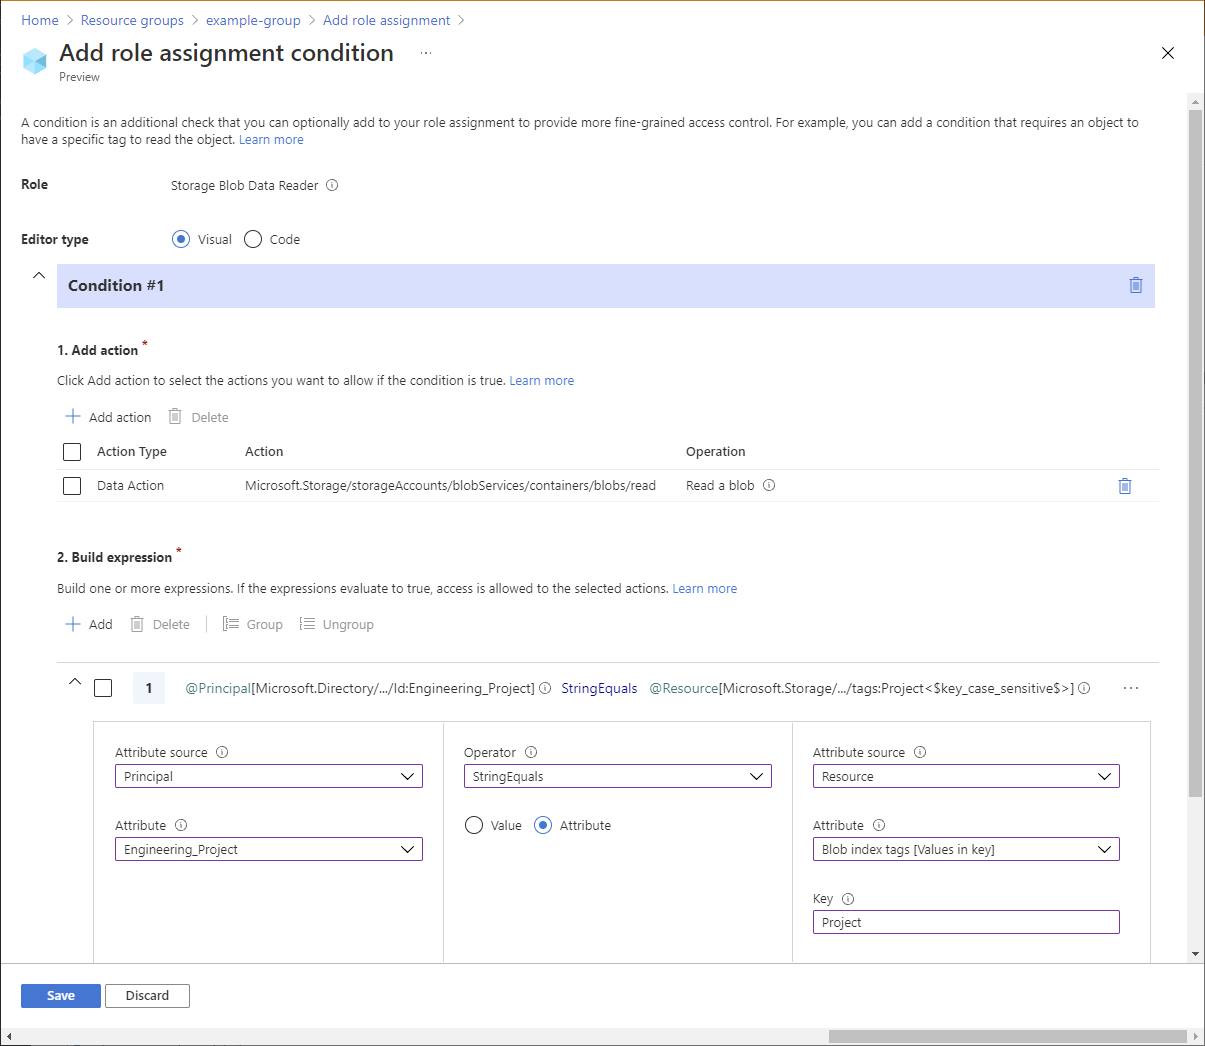 Home > Resource groups > example-group > Add role assignment >
Add role assignment condition ...
Preview
A condition is an additional check that you can optionally add to your role assignment to provide more fine-grained access control. For example, you can add a condition that requires an object to
have a specific tag to read the object. Learn more
Role Storage Blob Data Reader
Editor type Visual Code
Condition #1
1. Add action *
Click Add action to select the actions you want to allow if the condition is true. Learn more
Add action Delete
Action Type Action Operation
Data Action Microsoft.Storage/storageAccounts/blobServices/containers/blobs/read Read a blob
2. Build expression *
Build one or more expressions. If the expressions evaluate to true, access is allowed to the selected actions. Learn more
Add Delete Group Ungroup
1 @Principal[Microsoft.Directory/.../Id:Engineering_Project] StringEquals @Resource[Microsoft.Storage/.../tags:Project<$key_case_sensitive$>] ...
Attribute source Operator Attribute source
Principal StringEquals Resource
Attribute Value Attribute Attribute
Engineering_Project Blob index tags [Values in key]
Key
Project
Save Discard